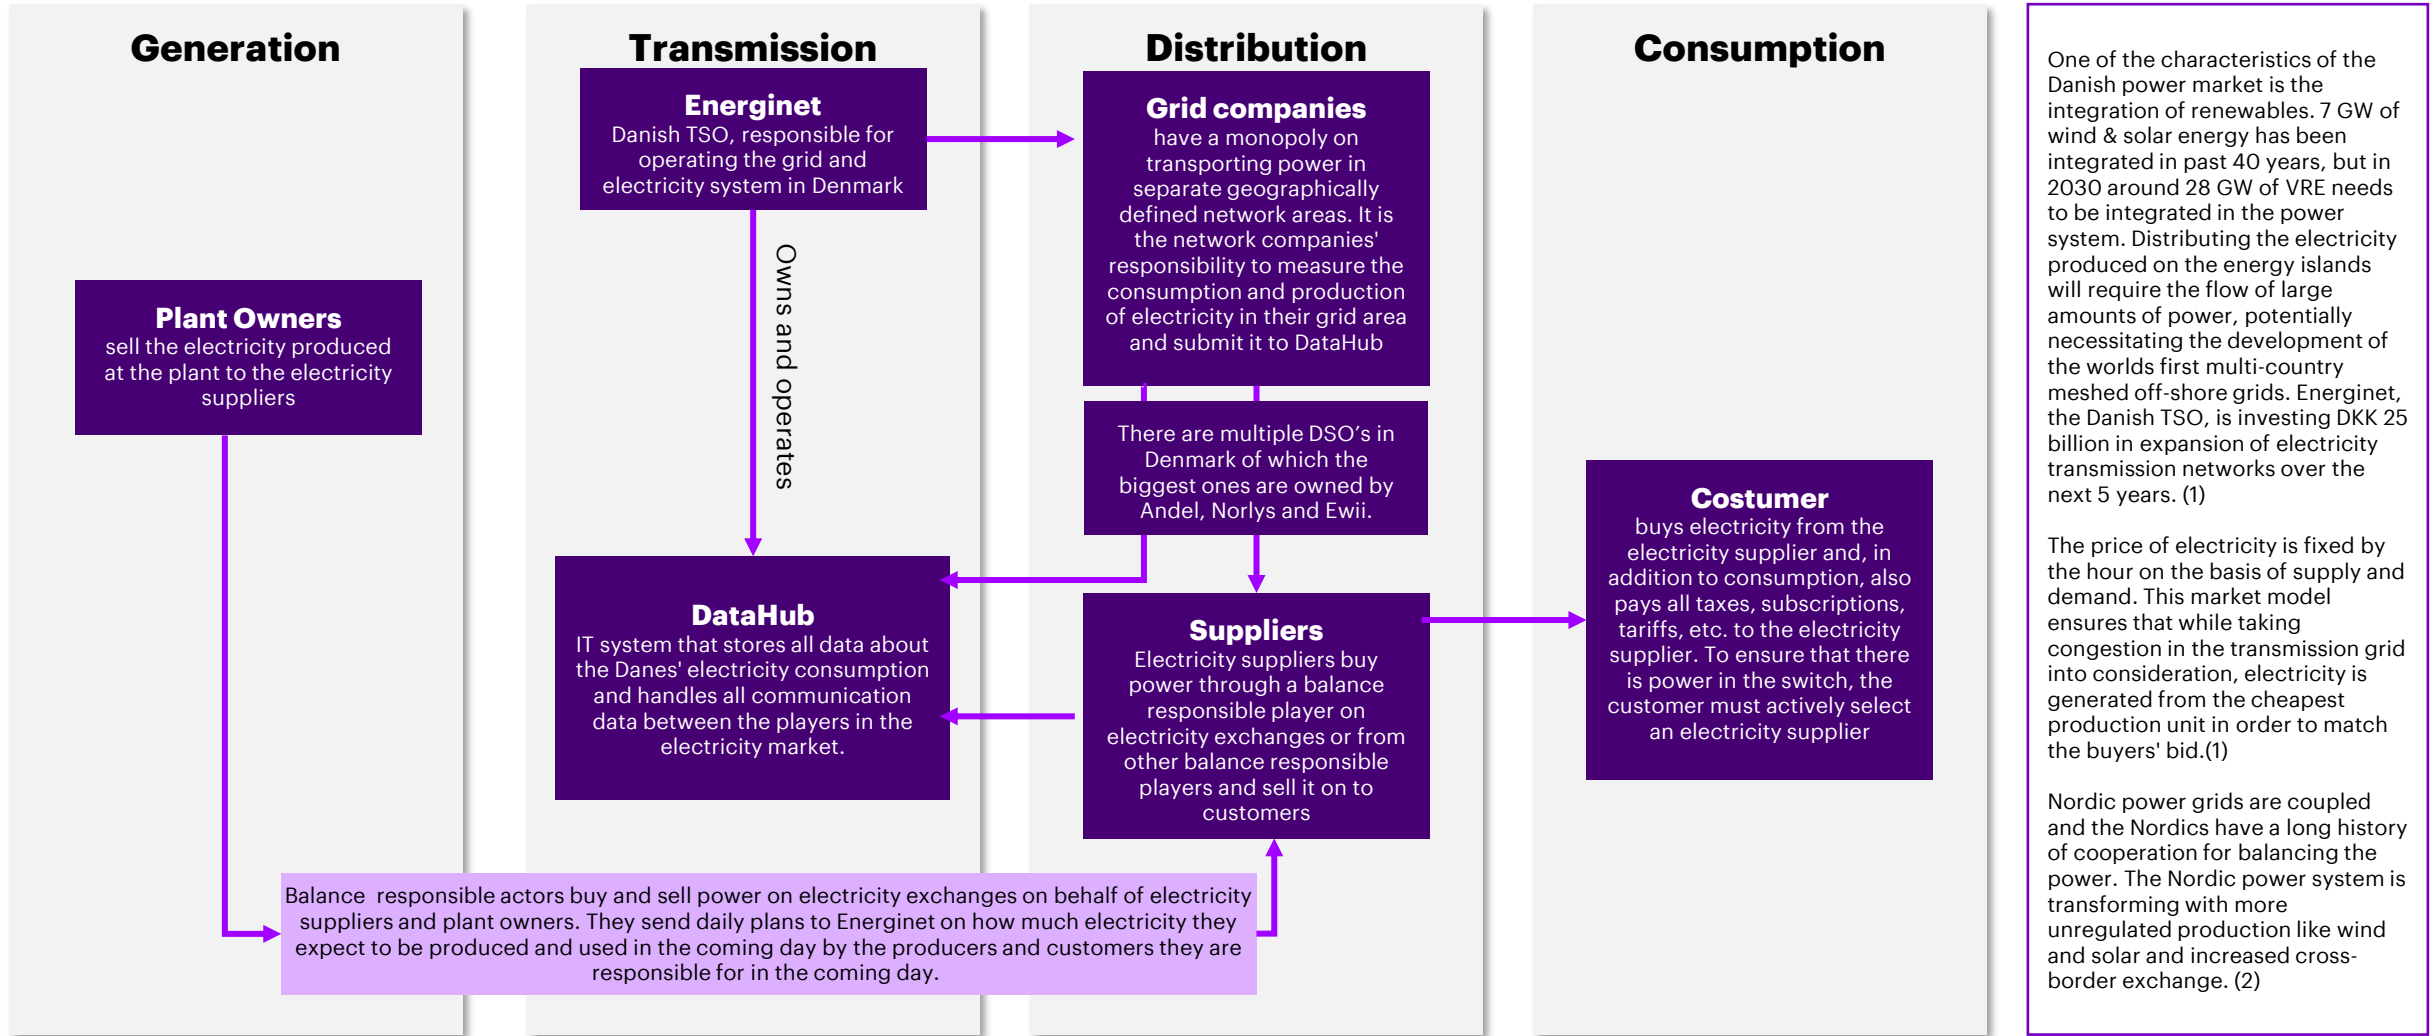 Generation
Plant Owners
sell the electricity produced
at the plant to the electricity
suppliers
Transmission
Energinet
Danish TSO, responsible for
operating the grid and
electricity system in Denmark
Owns and operates
DataHub
IT system that stores all data about
the Danes' electricity consumption
and handles all communication
data between the players in the
electricity market.
Distribution
Grid companies
have a monopoly on
transporting power in
separate geographically
defined network areas. It is
the network companies'
responsibility to measure the
consumption and production
of electricity in their grid area
and submit it to DataHub
There are multiple DSO’s in
Denmark of which the
biggest ones are owned by
Andel, Norlys and Ewii.
Suppliers
Electricity suppliers buy
power through a balance
responsible player on
electricity exchanges or from
other balance responsible
players and sell it on to
customers
Balance  responsible actors buy and sell power on electricity exchanges on behalf of electricity
suppliers and plant owners. They send daily plans to Energinet on how much electricity they
expect to be produced and used in the coming day by the producers and customers they are
responsible for in the coming day.
Consumption
Costumer
buys electricity from the
electricity supplier and, in
addition to consumption, also
pays all taxes, subscriptions,
tariffs, etc. to the electricity
supplier. To ensure that there
is power in the switch, the
customer must actively select
an electricity supplier
One of the characteristics of the
Danish power market is the
integration of renewables. 7 GW of
wind & solar energy has been
integrated in past 40 years, but in
2030 around 28 GW of VRE needs
to be integrated in the power
system. Distributing the electricity
produced on the energy islands
will require the flow of large
amounts of power, potentially
necessitating the development of
the worlds first multi-country
meshed off-shore grids. Energinet,
the Danish TSO, is investing DKK 25
billion in expansion of electricity
transmission networks over the
next 5 years. (1)
The price of electricity is fixed by
the hour on the basis of supply and
demand. This market model
ensures that while taking
congestion in the transmission grid
into consideration, electricity is
generated from the cheapest
production unit in order to match
the buyers' bid.(1)
Nordic power grids are coupled
and the Nordics have a long history
of cooperation for balancing the
power. The Nordic power system is
transforming with more
unregulated production like wind
and solar and increased cross-
border exchange. (2)